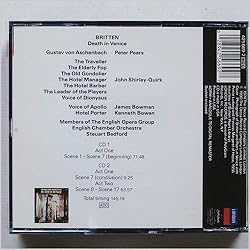 BRITTEN
Death in Venice
Gustav von Aschenbach Peter Pears
The Traveller
The Elderly Fop
The Old Gondolier
The Hotel Manager John Shirley-Quirk
The Hotel Barber
The Leader of the Players
Voice of Dionysus
Voice of Apollo James Bowman
Hotel Porter Kenneth Bowen
Members of The English Opera Group
English Chamber Orchestra
Steuart Bedford
CD 1
Act One
Scene 1 - Scene 7 (beginning) 71.48
CD 2
Act One
Scene 7 (conclusion) 9.25
Act Two
Scene 8 - Scene 17 63.57
Total timing 145.19
ADD